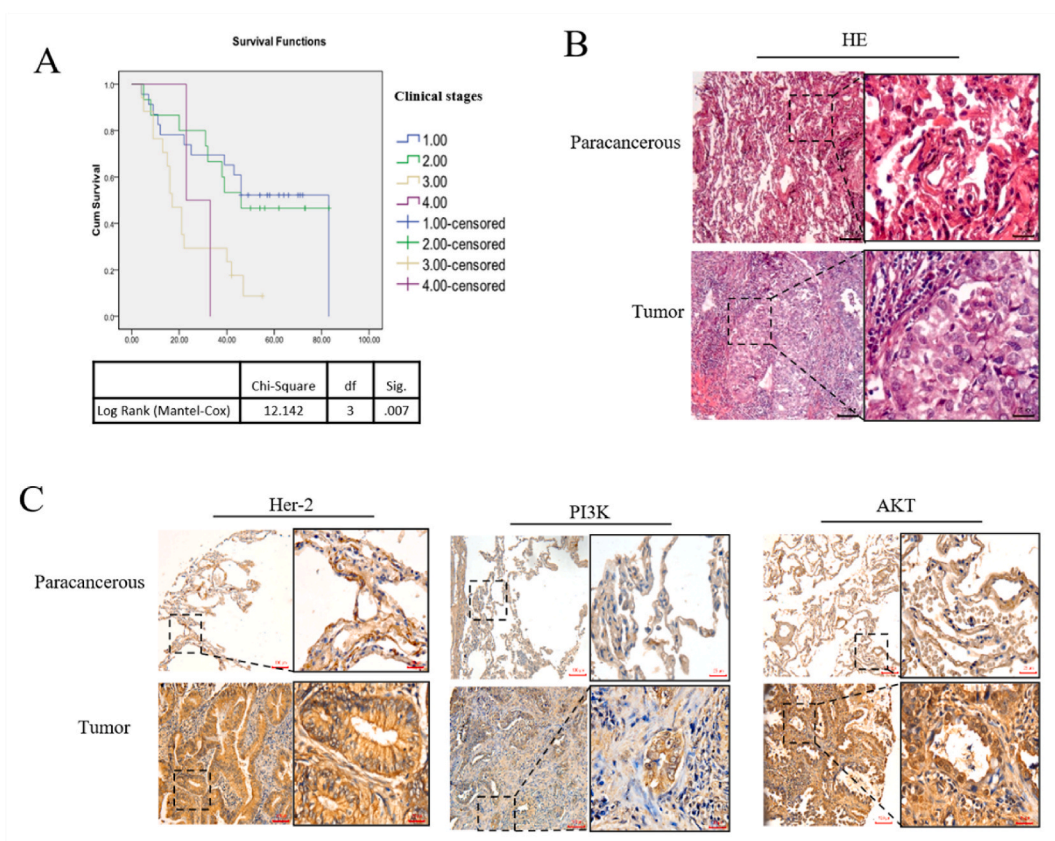 A
Survival Functions
Cum Survival
1.0
0.8
0.6
0.4
0.2
0.0
0.00 20.00 40.00 60.00 80.00 100.00
Clinical stages
1.00
2.00
3.00
4.00
1.00-censored
2.00-censored
3.00-censored
4.00-censored
Chi-Square df Sig.
Log Rank (Mantel-Cox) 12.142 3 .007
B
HE
Paracancerous
Tumor
C
Her-2 PI3K AKT
Paracancerous
Tumor